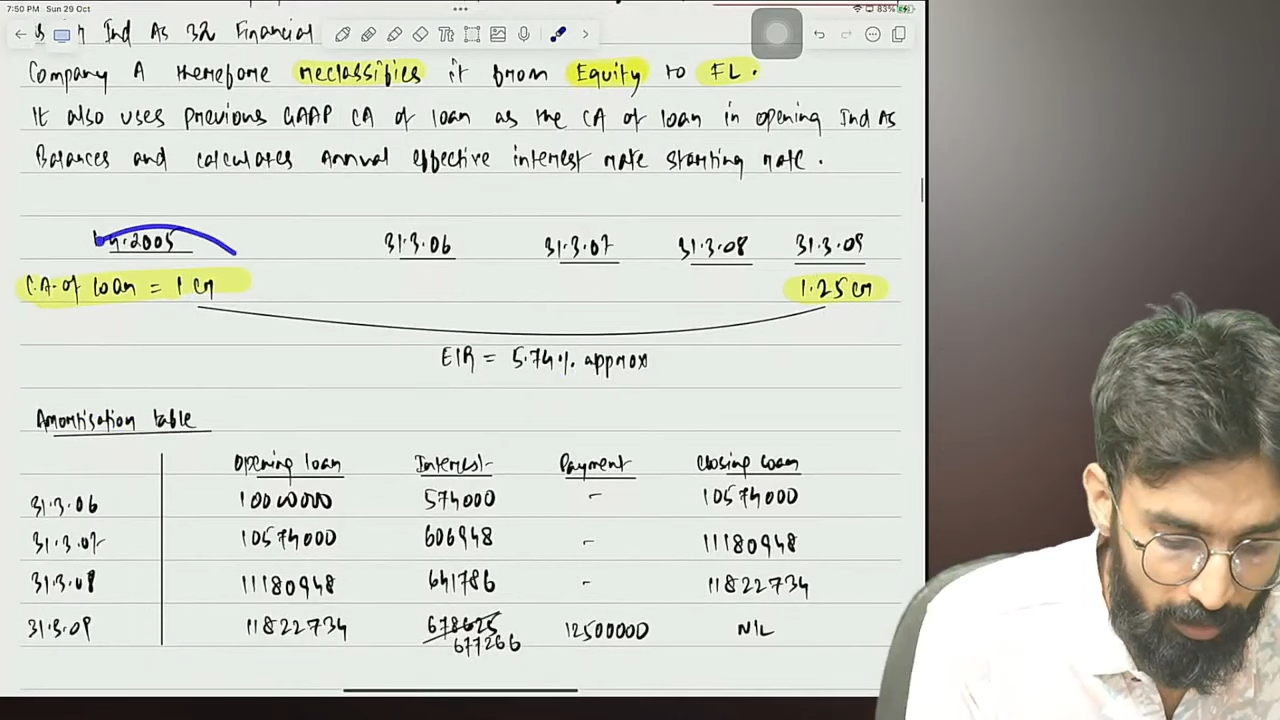 7:50 PM Sun 29 Oct
83%
Ind As 32 Financial
Company A therefore reclassifies it from Equity to FL.
It also uses previous GAAP CA of loan as the CA of loan in opening Ind AS
Balances and calculates Annual effective interest rate starting rate.
4.2005 31.3.06 31.3.07 31.3.08 31.3.09
C.A. of loan = 1 cr 1.25 cr
EIR = 5.74% approx
Amortisation table
Opening loan Interest Payment Closing loan
31.3.06 10000000 574000 - 10574000
31.3.07 10574000 606948 - 11180948
31.3.08 11180948 641786 - 11822734
31.3.09 11822734 678625 12500000 NIL
677266